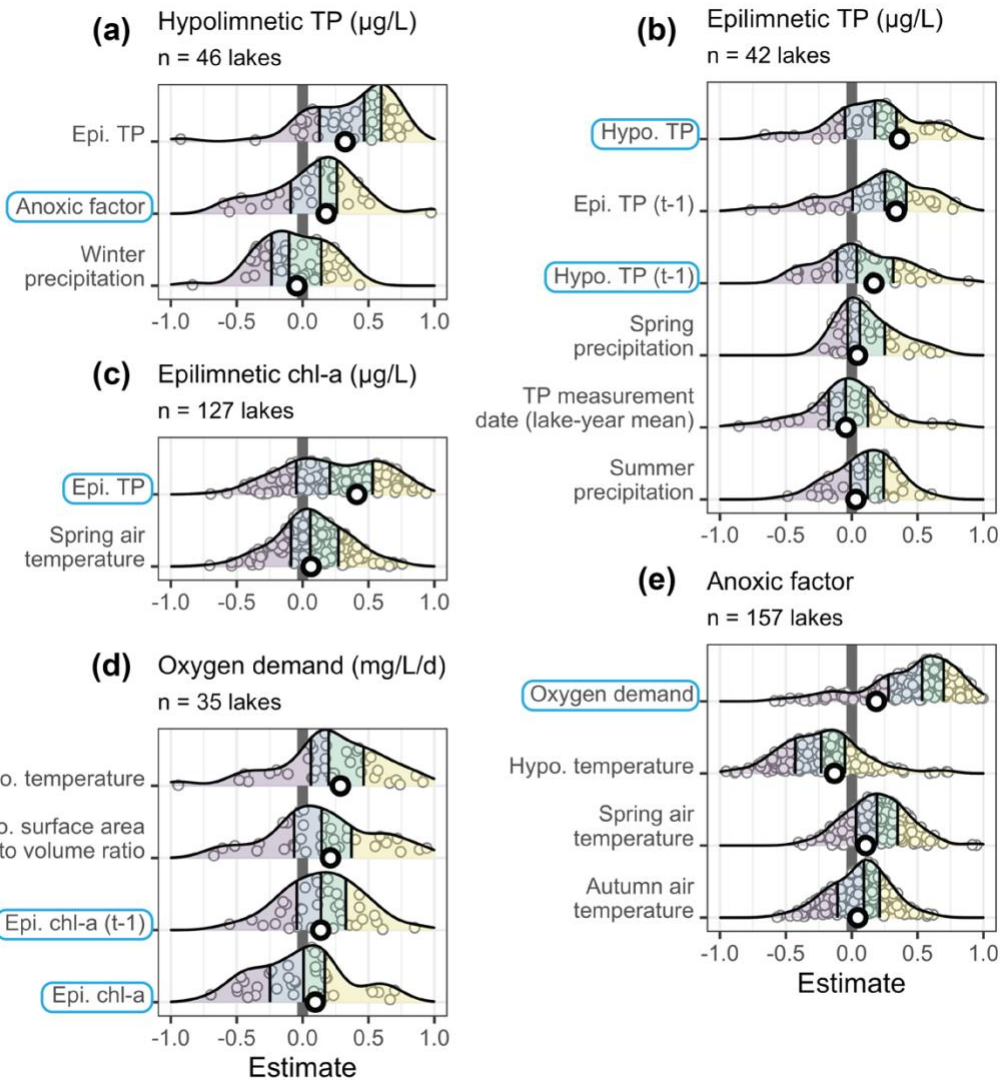 (a) Hypolimnetic TP (µg/L)
n = 46 lakes
Epi. TP
Anoxic factor
Winter
precipitation
-1.0 -0.5 0.0 0.5 1.0
(b) Epilimnetic TP (µg/L)
n = 42 lakes
Hypo. TP
Epi. TP (t-1)
Hypo. TP (t-1)
Spring
precipitation
TP measurement
date (lake-year mean)
Summer
precipitation
-1.0 -0.5 0.0 0.5 1.0
(c) Epilimnetic chl-a (µg/L)
n = 127 lakes
Epi. TP
Spring air
temperature
-1.0 -0.5 0.0 0.5 1.0
(d) Oxygen demand (mg/L/d)
n = 35 lakes
o. temperature
o. surface area
to volume ratio
Epi. chl-a (t-1)
Epi. chl-a
-1.0 -0.5 0.0 0.5 1.0
Estimate
(e) Anoxic factor
n = 157 lakes
Oxygen demand
Hypo. temperature
Spring air
temperature
Autumn air
temperature
-1.0 -0.5 0.0 0.5 1.0
Estimate